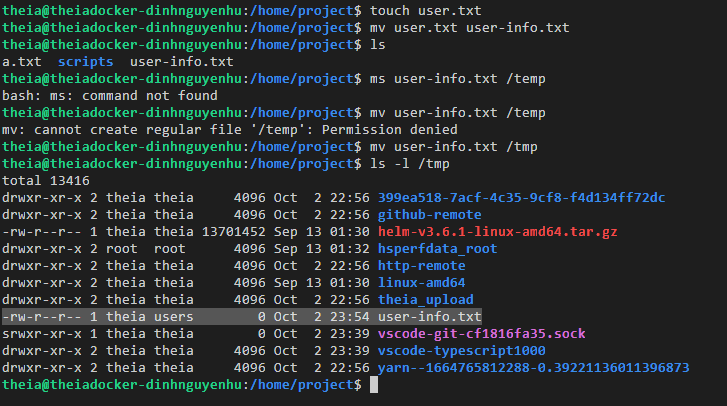 theia@theiadocker-dinhnguyenhu:/home/project$ touch user.txt
theia@theiadocker-dinhnguyenhu:/home/project$ mv user.txt user-info.txt
theia@theiadocker-dinhnguyenhu:/home/project$ ls
a.txt  scripts  user-info.txt
theia@theiadocker-dinhnguyenhu:/home/project$ ms user-info.txt /temp
bash: ms: command not found
theia@theiadocker-dinhnguyenhu:/home/project$ mv user-info.txt /temp
mv: cannot create regular file '/temp': Permission denied
theia@theiadocker-dinhnguyenhu:/home/project$ mv user-info.txt /tmp
theia@theiadocker-dinhnguyenhu:/home/project$ ls -l /tmp
total 13416
drwxr-xr-x 2 theia theia     4096 Oct  2 22:56 399ea518-7acf-4c35-9cf8-f4d134ff72dc
drwxr-xr-x 2 theia theia     4096 Oct  2 22:56 github-remote
-rw-r--r-- 1 theia theia 13701452 Sep 13 01:30 helm-v3.6.1-linux-amd64.tar.gz
drwxr-xr-x 2 root  root      4096 Sep 13 01:32 hsperfdata_root
drwxr-xr-x 2 theia theia     4096 Oct  2 22:56 http-remote
drwxr-xr-x 2 theia theia     4096 Sep 13 01:30 linux-amd64
drwxr-xr-x 2 theia theia     4096 Oct  2 22:56 theia_upload
-rw-r--r-- 1 theia users        0 Oct  2 23:54 user-info.txt
srwxr-xr-x 1 theia theia        0 Oct  2 23:39 vscode-git-cf1816fa35.sock
drwxr-xr-x 2 theia theia     4096 Oct  2 23:39 vscode-typescript1000
drwxr-xr-x 2 theia theia     4096 Oct  2 22:56 yarn--1664765812288-0.39221136011396873
theia@theiadocker-dinhnguyenhu:/home/project$